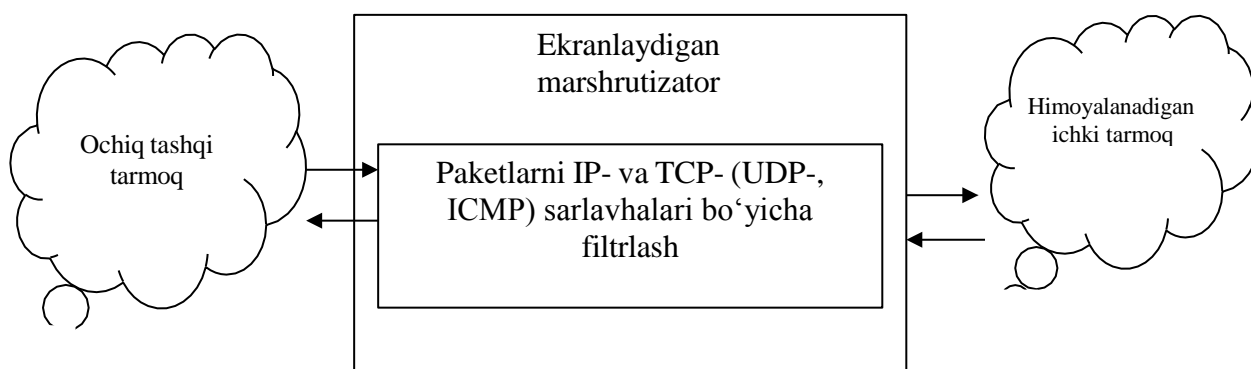 Ekranlaydigan
marshrutizator
Ochiq tashqi
tarmoq
Paketlarni IP- va TCP- (UDP-,
ICMP) sarlavhalari bo‘yicha
filtrlash
Himoyalanadigan
ichki tarmoq